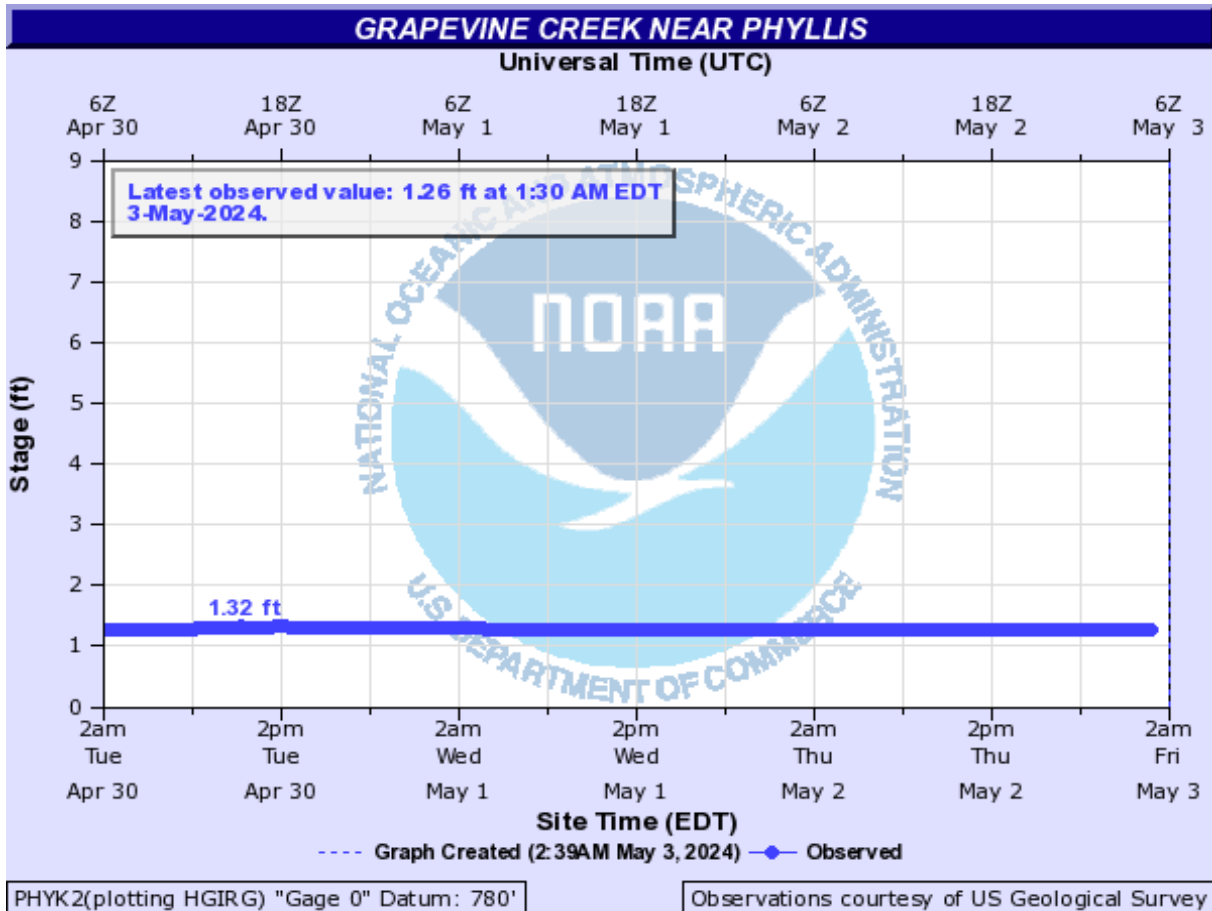 GRAPEVINE CREEK NEAR PHYLLIS
Universal Time (UTC)
6Z 18Z 6Z 18Z 6Z 18Z 6Z
Apr 30 Apr 30 May 1 May 1 May 2 May 2 May 3
Latest observed value: 1.26 ft at 1:30 AM EDT
3-May-2024.
NATIONAL OCEANIC AND ATMOSPHERIC ADMINISTRATION
NOAA
U.S. DEPARTMENT OF COMMERCE
Stage (ft)
9
8
7
6
5
4
3
2
1
0
1.32 ft
2am 2pm 2am 2pm 2am 2pm 2am
Tue Tue Wed Wed Thu Thu Fri
Apr 30 Apr 30 May 1 May 1 May 2 May 2 May 3
Site Time (EDT)
Graph Created (2:39AM May 3, 2024) Observed
PHYK2(plotting HGIRG) "Gage 0" Datum: 780'
Observations courtesy of US Geological Survey